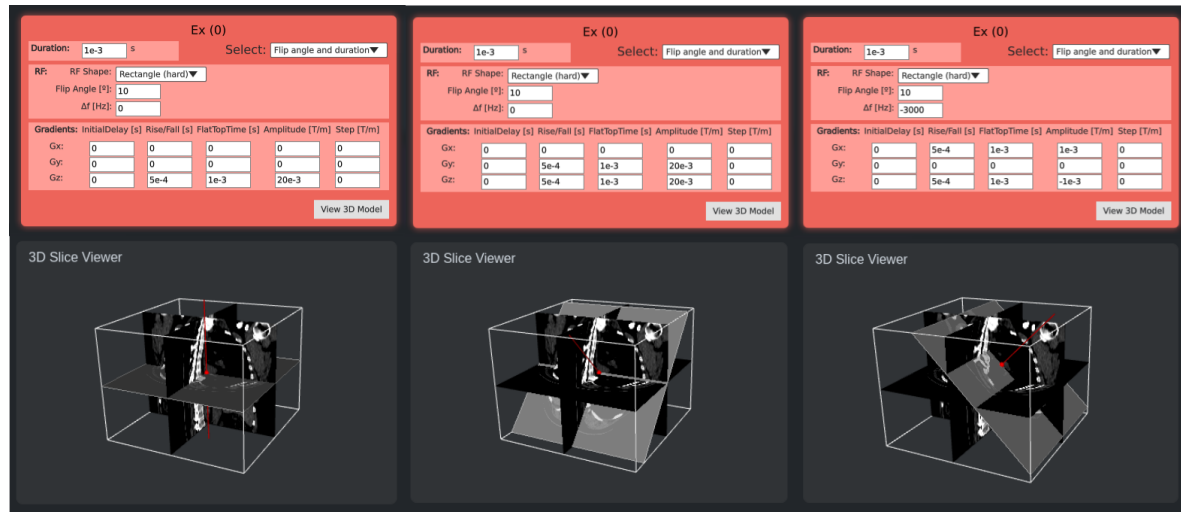 Ex (0)
Duration: 1e-3 s Select: Flip angle and duration▼
RF: RF Shape: Rectangle (hard)▼
Flip Angle [º]: 10
Δf [Hz]: 0
Gradients: InitialDelay [s] Rise/Fall [s] FlatTopTime [s] Amplitude [T/m] Step [T/m]
Gx: 0 0 0 0 0
Gy: 0 0 0 0 0
Gz: 0 5e-4 1e-3 20e-3 0
View 3D Model
3D Slice Viewer
Ex (0)
Duration: 1e-3 s Select: Flip angle and duration▼
RF: RF Shape: Rectangle (hard)▼
Flip Angle [º]: 10
Δf [Hz]: 0
Gradients: InitialDelay [s] Rise/Fall [s] FlatTopTime [s] Amplitude [T/m] Step [T/m]
Gx: 0 0 0 0 0
Gy: 0 5e-4 1e-3 20e-3 0
Gz: 0 5e-4 1e-3 20e-3 0
View 3D Model
3D Slice Viewer
Ex (0)
Duration: 1e-3 s Select: Flip angle and duration▼
RF: RF Shape: Rectangle (hard)▼
Flip Angle [º]: 10
Δf [Hz]: -3000
Gradients: InitialDelay [s] Rise/Fall [s] FlatTopTime [s] Amplitude [T/m] Step [T/m]
Gx: 0 5e-4 1e-3 1e-3 0
Gy: 0 0 0 0 0
Gz: 0 5e-4 1e-3 -1e-3 0
View 3D Model
3D Slice Viewer